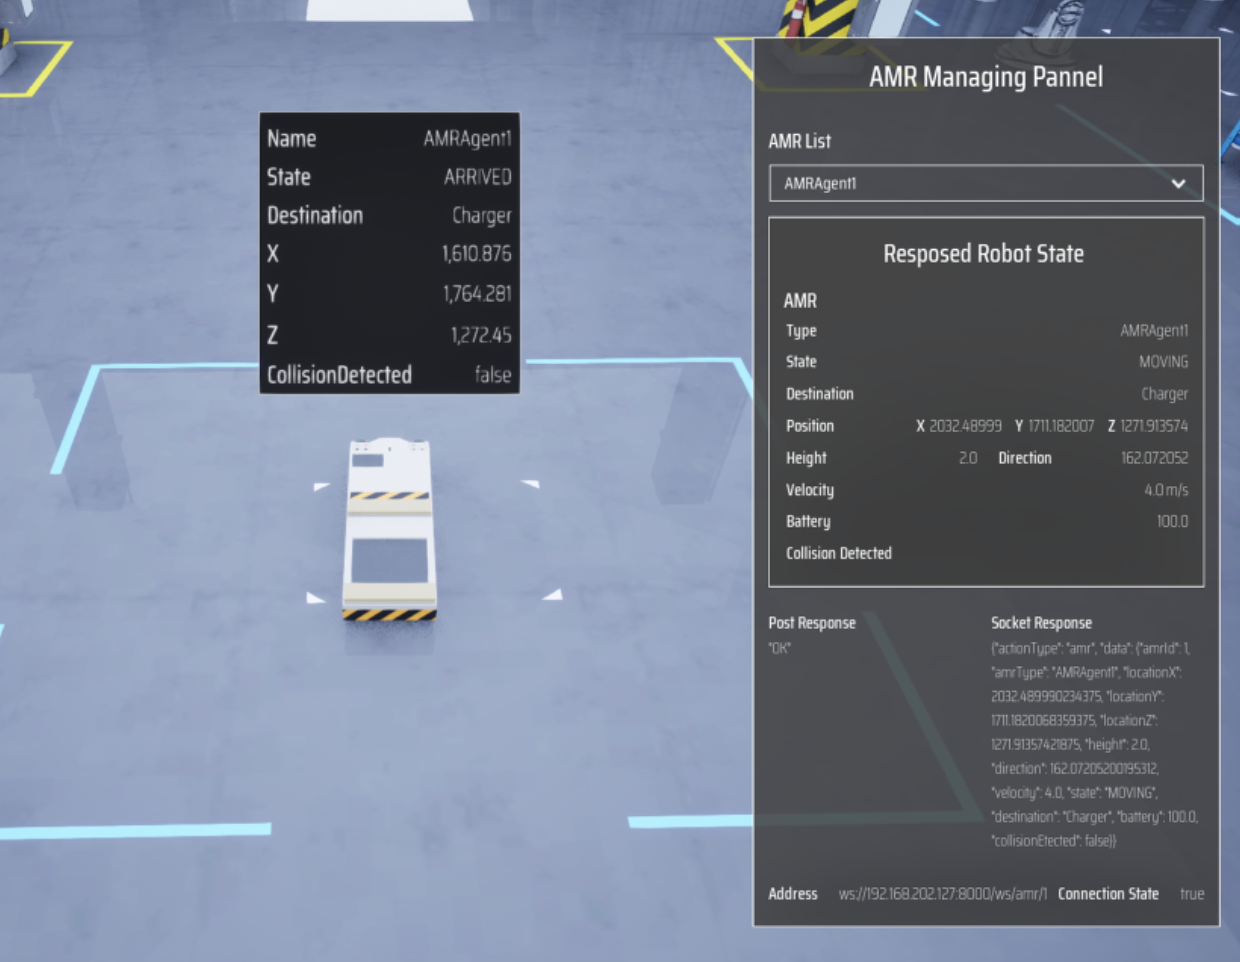 AMR Managing Pannel
AMR List
AMRAgent1
Name AMRAgent1
State ARRIVED
Destination Charger
X 1,610.876
Y 1,764.281
Z 1,272.45
CollisionDetected false
Resposed Robot State
AMR
Type AMRAgent1
State MOVING
Destination Charger
Position X 2032.48999 Y 1711.182007 Z 1271.913574
Height 2.0 Direction 162.072052
Velocity 4.0 m/s
Battery 100.0
Collision Detected
Post Response
"OK"
Socket Response
{"actionType": "amr", "data": {"amrId": 1,
"amrType": "AMRAgent1", "locationX":
2032.489990234375, "locationY":
1711.1820068359375, "locationZ":
1271.91357421875, "height": 2.0,
"direction": 162.07205200195312,
"velocity": 4.0, "state": "MOVING",
"destination": "Charger", "battery": 100.0,
"collisionEtected": false}}
Address ws://192.168.202.127:8000/ws/amr/1 Connection State true